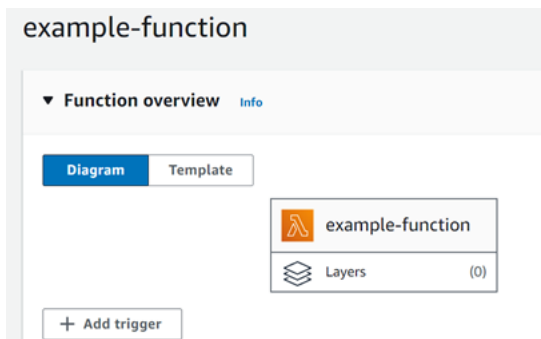 example-function
Function overview Info
Diagram Template
example-function
Layers (0)
+ Add trigger